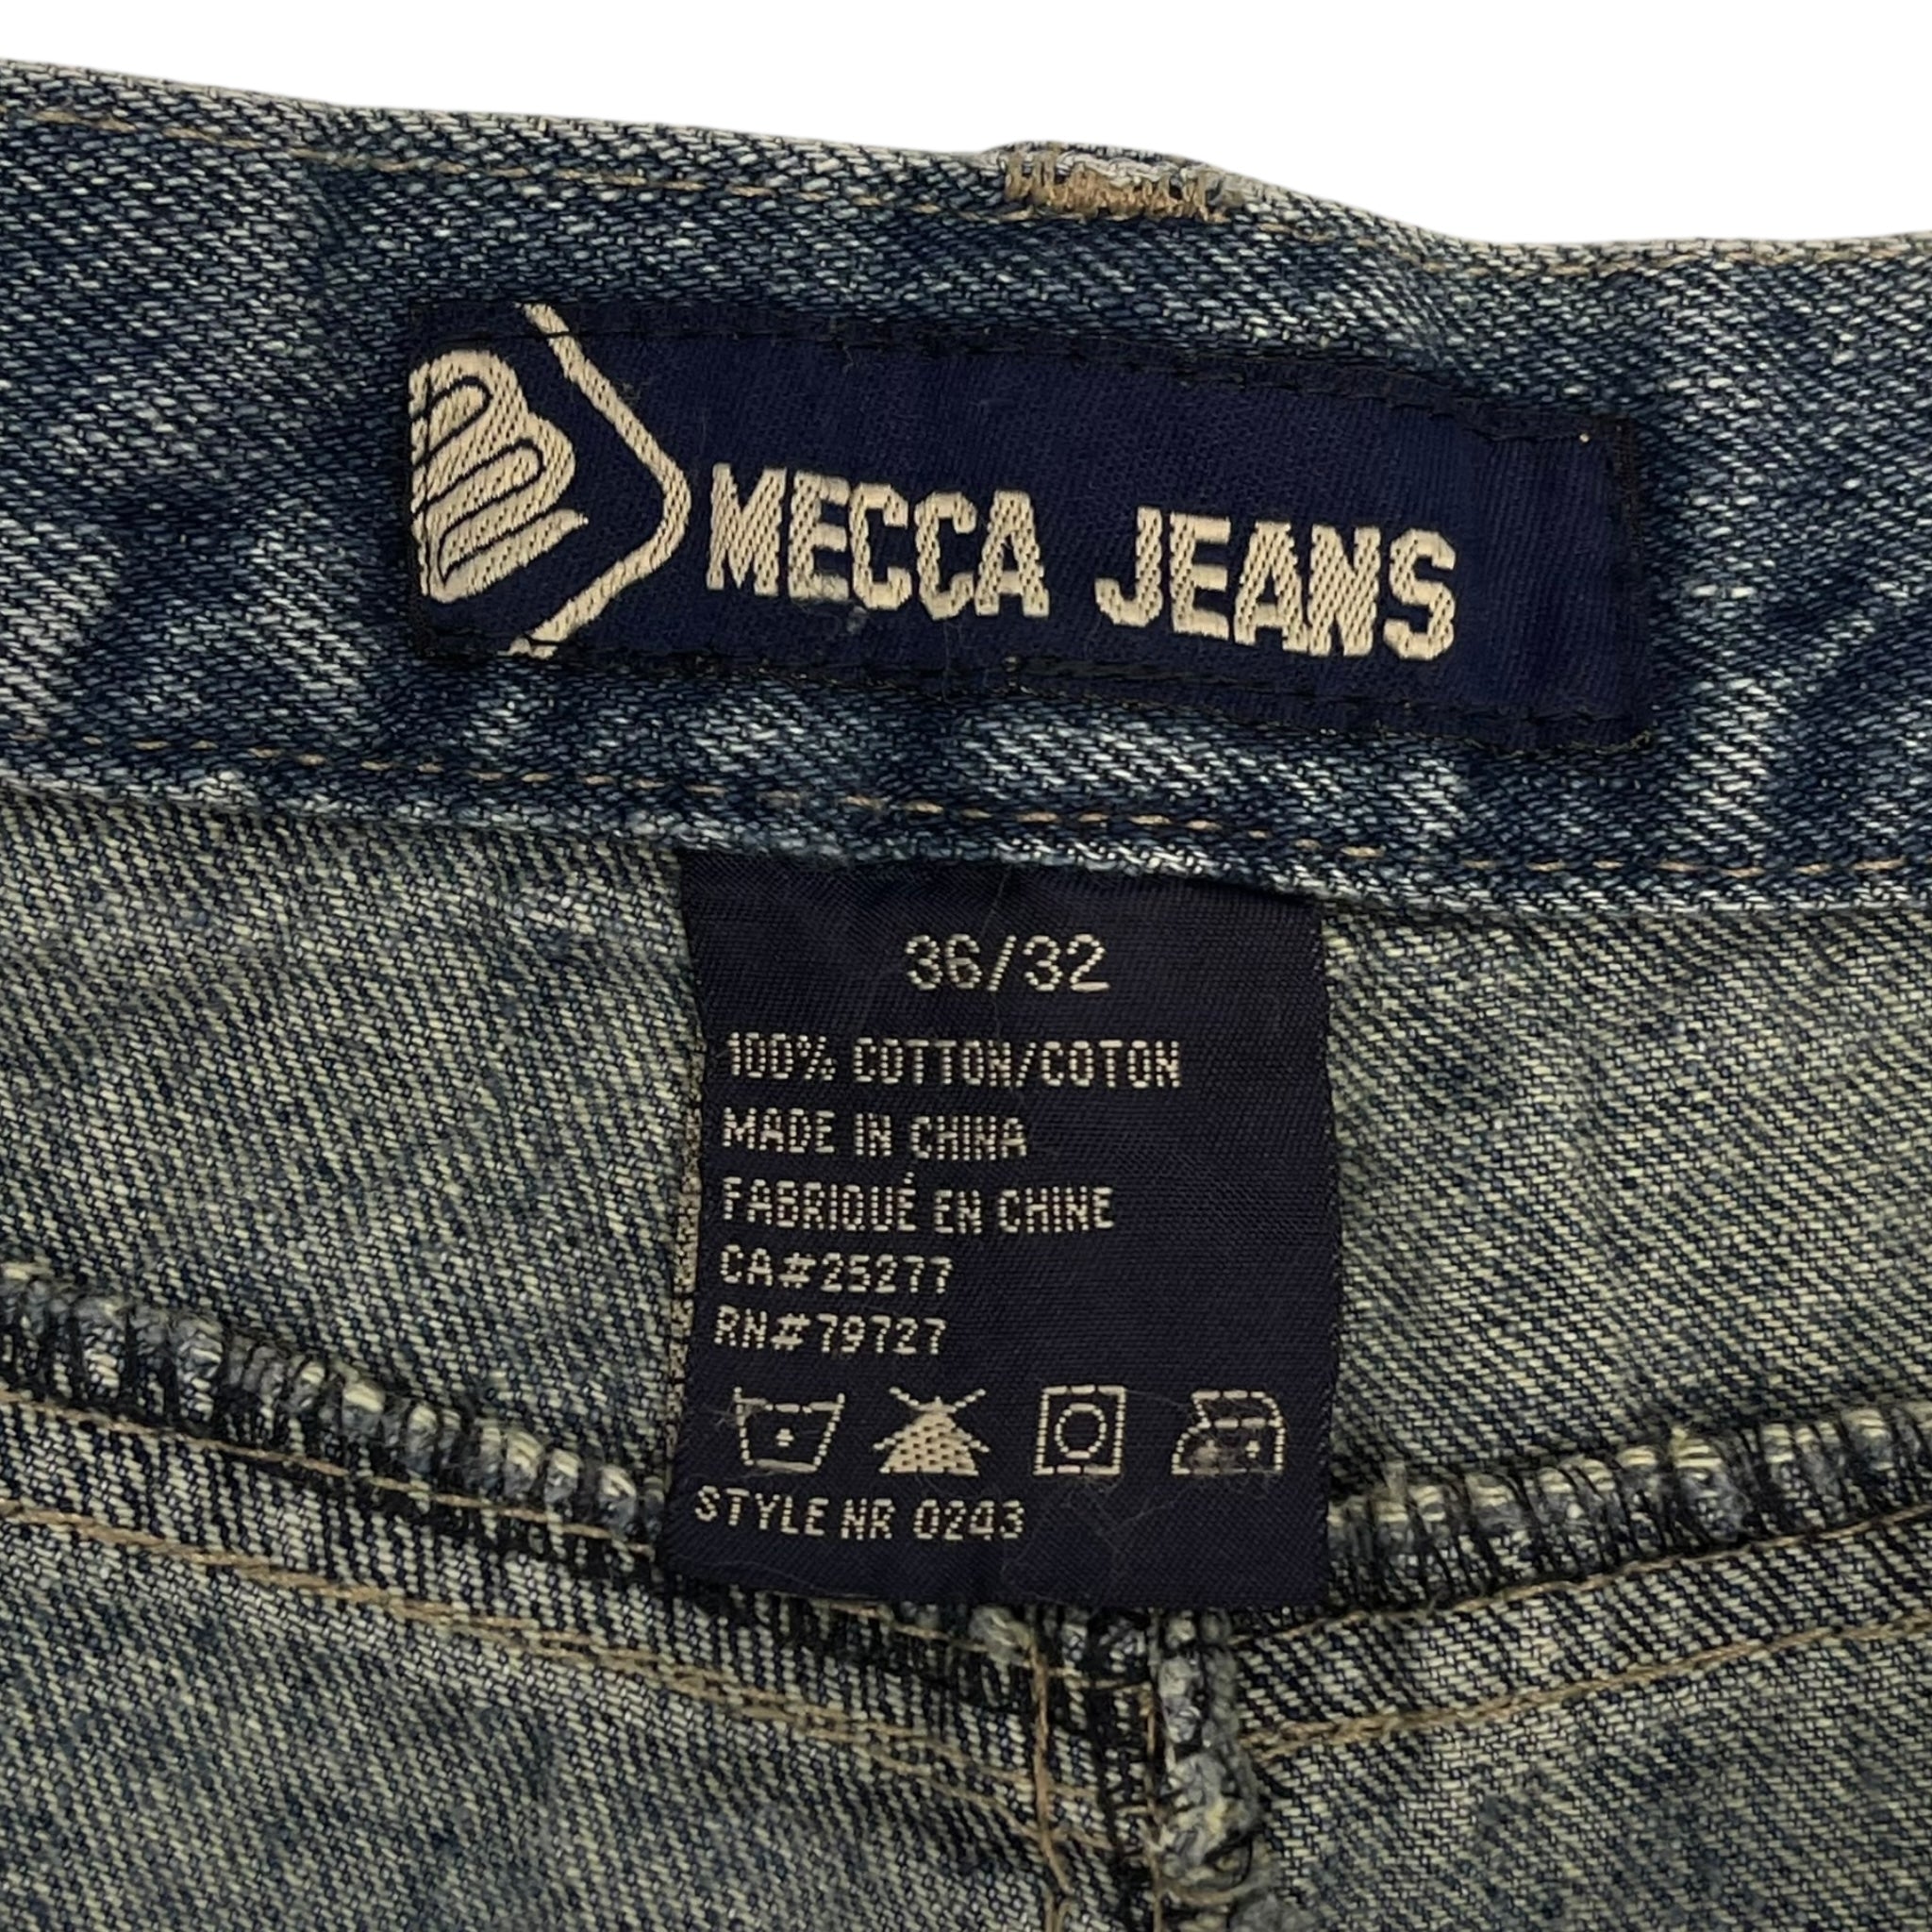 MECCA JEANS
36/32
100% COTTON/COTON
MADE IN CHINA
FABRIQUÉ EN CHINE
CA#25277
RN#79727
STYLE NR 0243